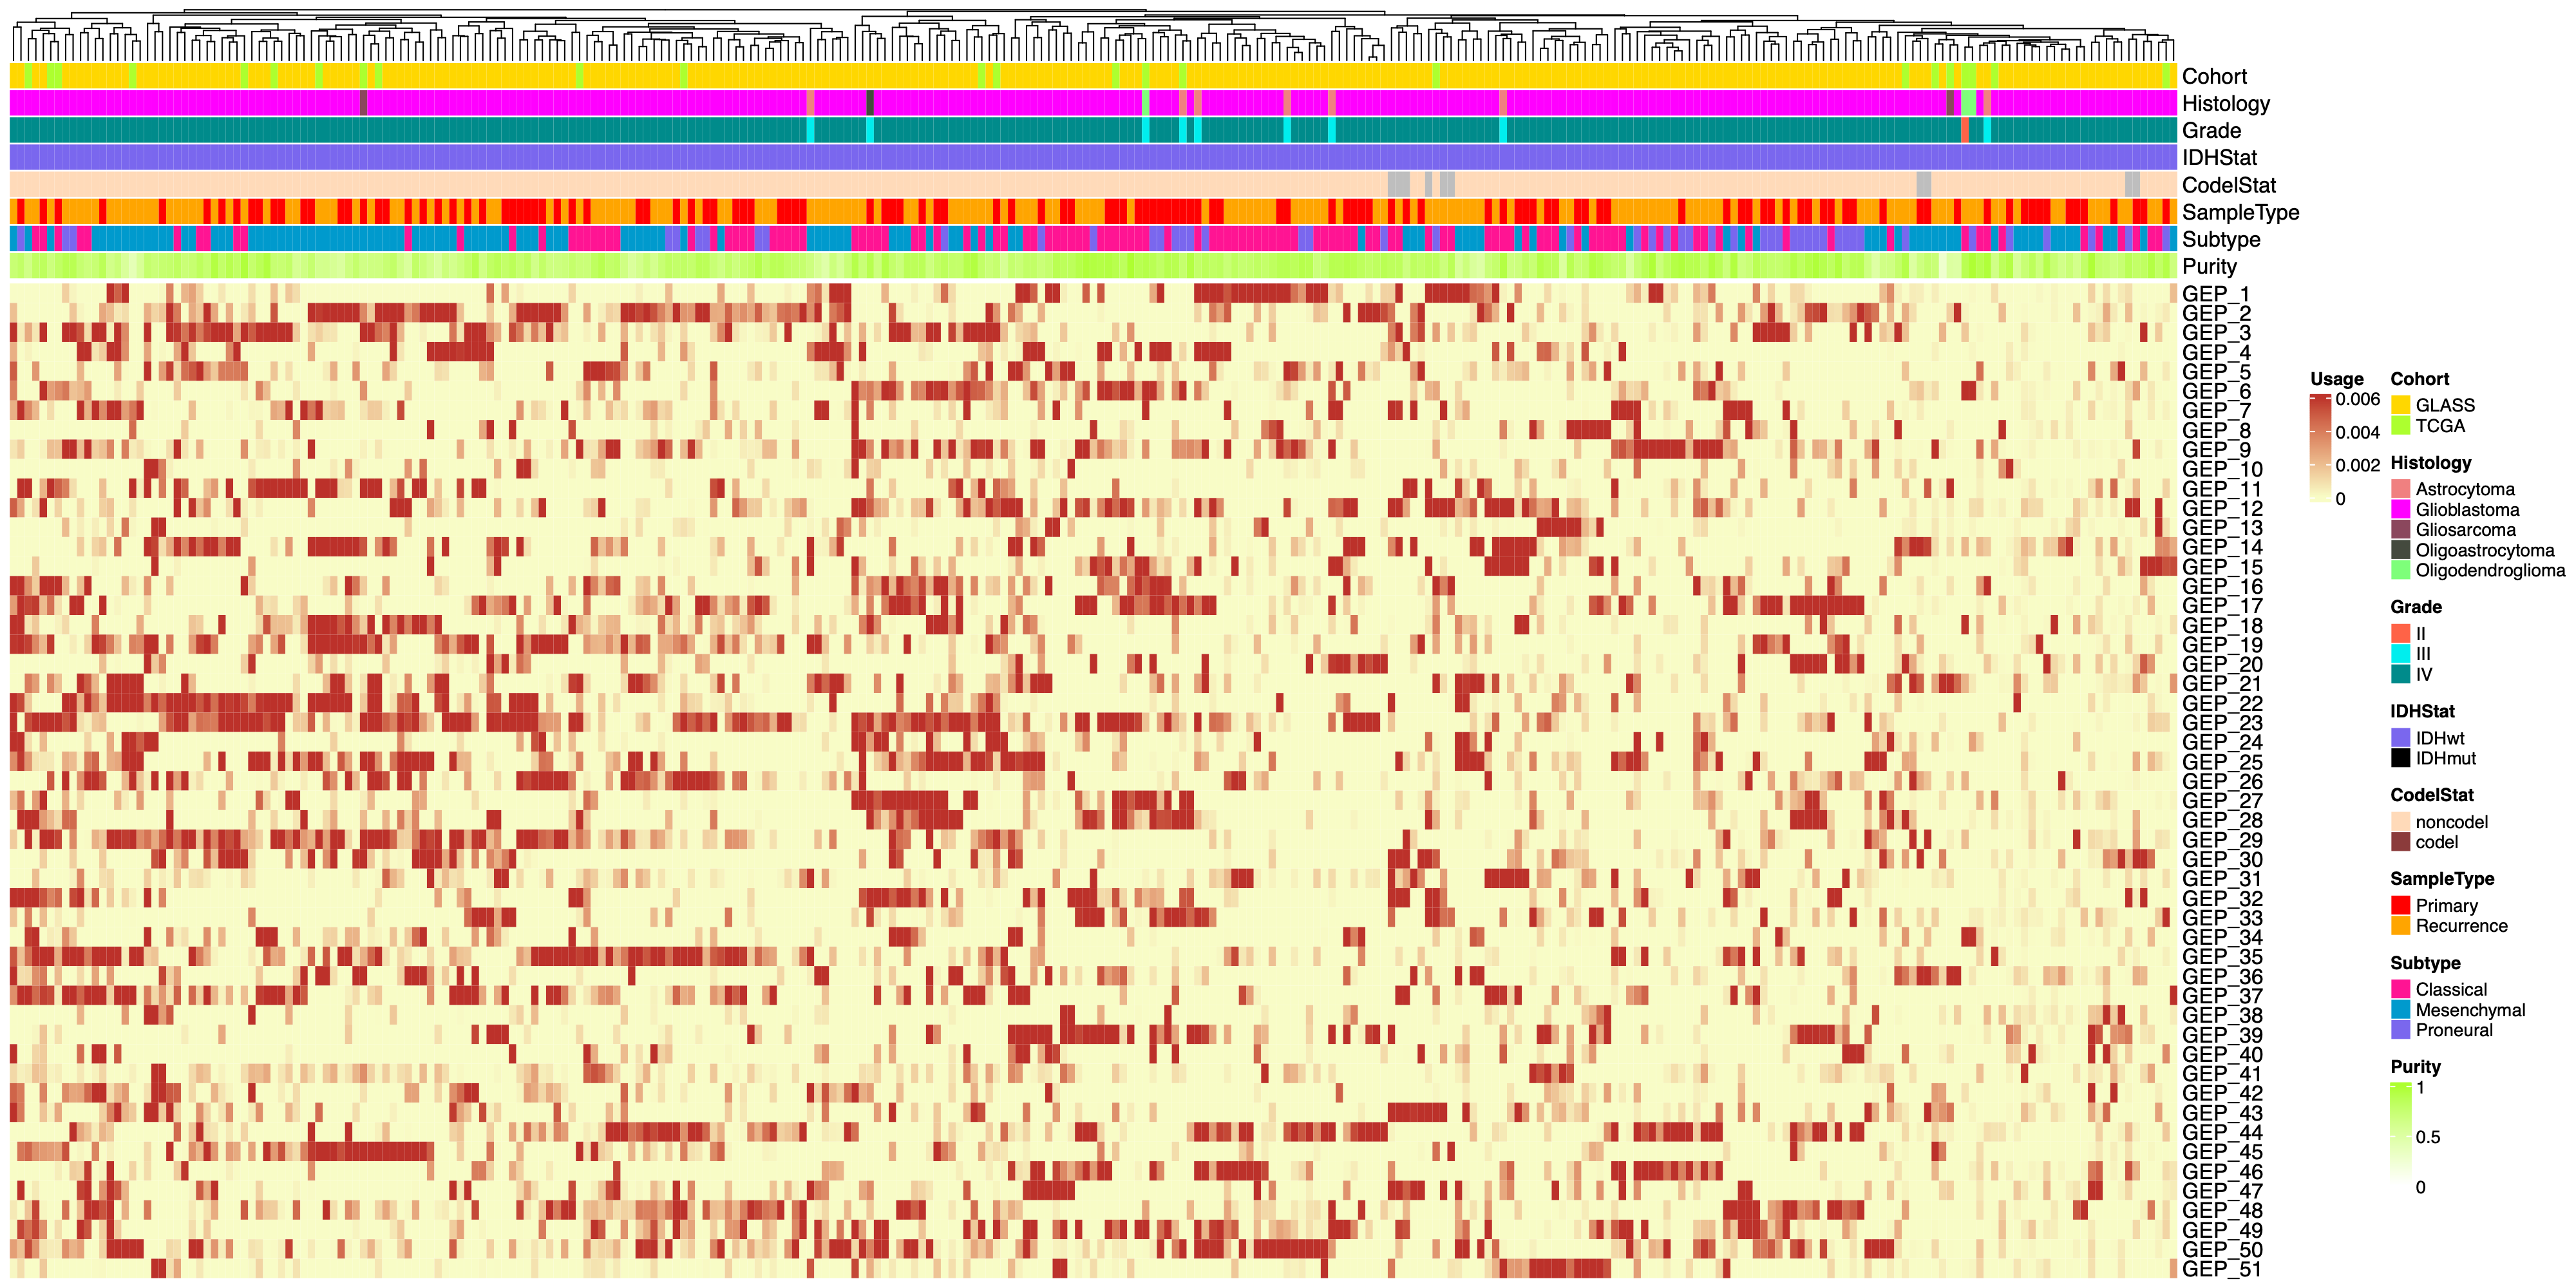 Cohort
Histology
Grade
IDHStat
CodelStat
SampleType
Subtype
Purity
GEP_1
GEP_2
GEP_3
GEP_4
GEP_5
GEP_6
GEP_7
GEP_8
GEP_9
GEP_10
GEP_11
GEP_12
GEP_13
GEP_14
GEP_15
GEP_16
GEP_17
GEP_18
GEP_19
GEP_20
GEP_21
GEP_22
GEP_23
GEP_24
GEP_25
GEP_26
GEP_27
GEP_28
GEP_29
GEP_30
GEP_31
GEP_32
GEP_33
GEP_34
GEP_35
GEP_36
GEP_37
GEP_38
GEP_39
GEP_40
GEP_41
GEP_42
GEP_43
GEP_44
GEP_45
GEP_46
GEP_47
GEP_48
GEP_49
GEP_50
GEP_51
Usage
0.006
0.004
0.002
0
Cohort
GLASS
TCGA
Histology
Astrocytoma
Glioblastoma
Gliosarcoma
Oligoastrocytoma
Oligodendroglioma
Grade
II
III
IV
IDHStat
IDHwt
IDHmut
CodelStat
noncodel
codel
SampleType
Primary
Recurrence
Subtype
Classical
Mesenchymal
Proneural
Purity
1
0.5
0